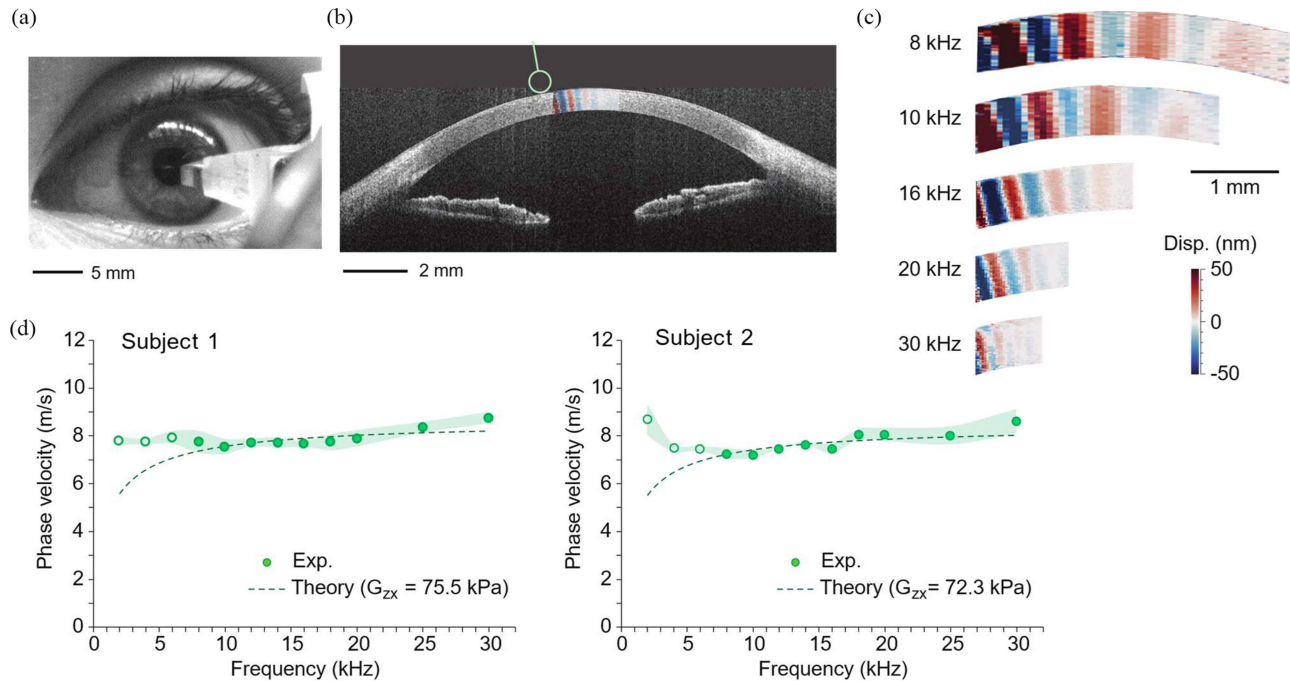 (a)
5 mm
(b)
2 mm
(c)
8 kHz
10 kHz
16 kHz
20 kHz
30 kHz
1 mm
Disp. (nm)
50
0
-50
(d)
Subject 1
Phase velocity (m/s)
12
10
8
6
4
2
0
Exp.
Theory (Gzx = 75.5 kPa)
0 5 10 15 20 25 30
Frequency (kHz)
Subject 2
Phase velocity (m/s)
12
10
8
6
4
2
0
Exp.
Theory (Gzx= 72.3 kPa)
0 5 10 15 20 25 30
Frequency (kHz)